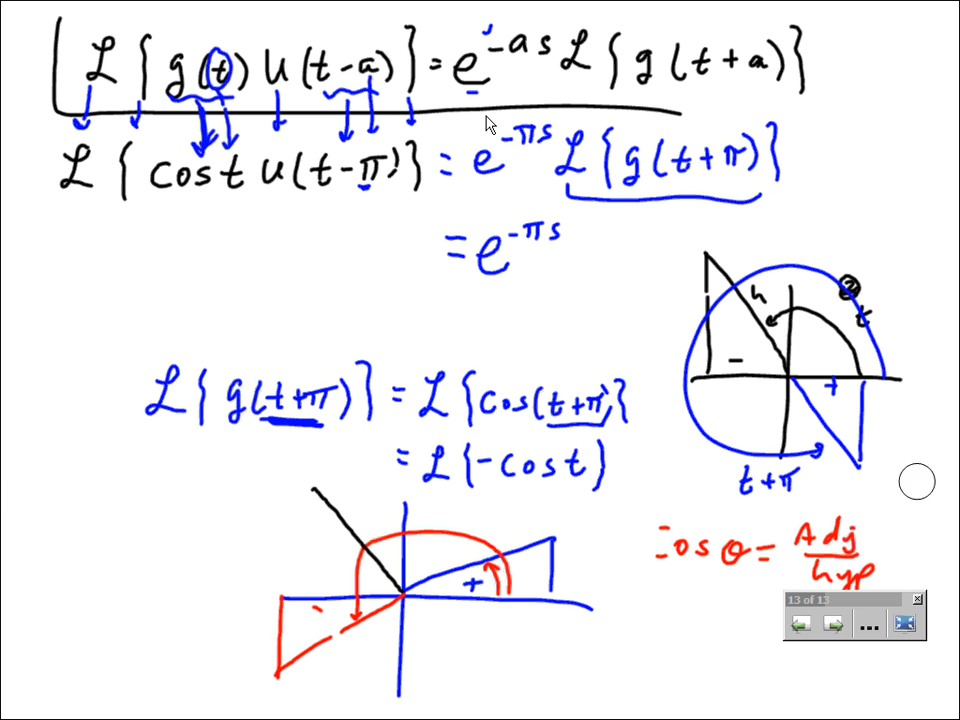 ℒ{g(t) u(t-a)} = e^-as ℒ{g(t+a)}
ℒ{cos t u(t-π)} = e^-πs ℒ{g(t+π)}
= e^-πs
h
t
-
+
t+π
ℒ{g(t+π)} = ℒ{cos(t+π)}
= ℒ{-cos t}
cos θ = Adj/hyp
+
-
13 of 13
...